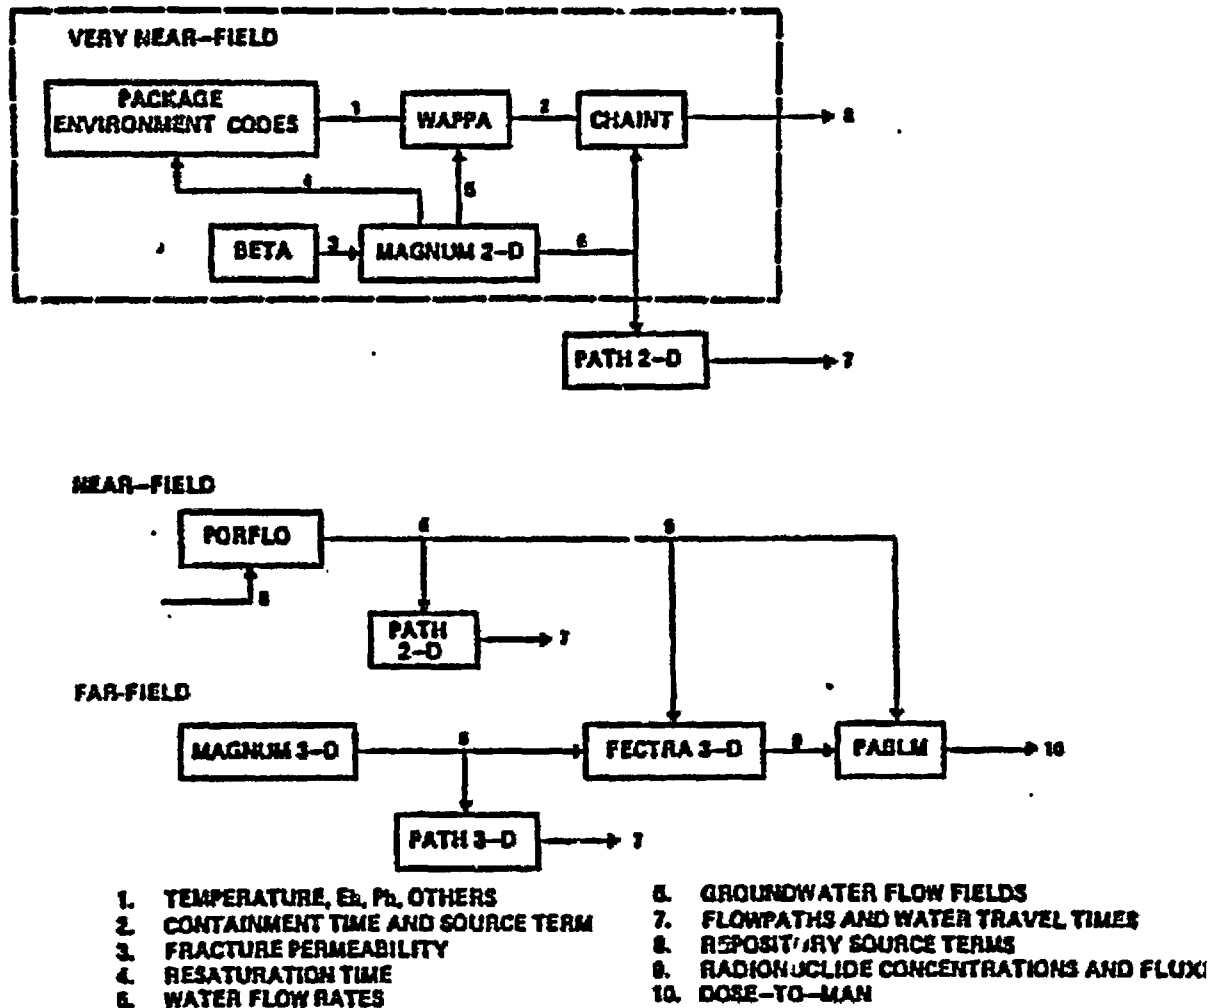 VERY NEAR-FIELD
PACKAGE
ENVIRONMENT CODES
1
WAPPA
2
CHAINT
8
4
5
BETA
3
MAGNUM 2-D
6
PATH 2-D
7
NEAR-FIELD
PORFLO
6
9
8
PATH
2-D
7
FAR-FIELD
MAGNUM 3-D
6
FECTRA 3-D
9
PABLM
10
PATH 3-D
7
1. TEMPERATURE, Eh, Ph, OTHERS
2. CONTAINMENT TIME AND SOURCE TERM
3. FRACTURE PERMEABILITY
4. RESATURATION TIME
5. WATER FLOW RATES
6. GROUNDWATER FLOW FIELDS
7. FLOWPATHS AND WATER TRAVEL TIMES
8. REPOSITORY SOURCE TERMS
9. RADIONUCLIDE CONCENTRATIONS AND FLUX
10. DOSE-TO-MAN